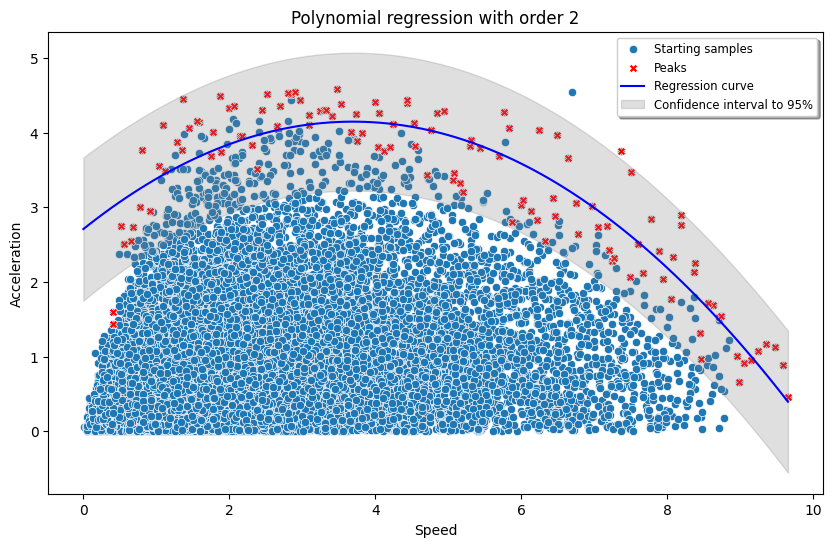 Polynomial regression with order 2
Starting samples
Peaks
Regression curve
Confidence interval to 95%
Acceleration
5
4
3
2
1
0
0 2 4 6 8 10
Speed